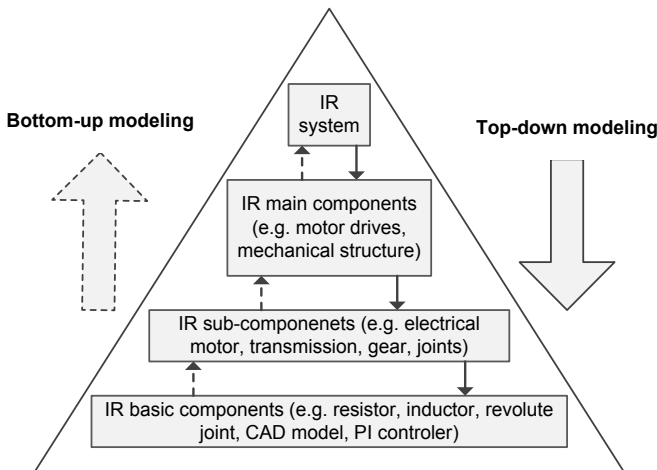 IR
system
Bottom-up modeling
Top-down modeling
IR main components
(e.g. motor drives,
mechanical structure)
IR sub-componenets (e.g. electrical
motor, transmission, gear, joints)
IR basic components (e.g. resistor, inductor, revolute
joint, CAD model, PI controler)